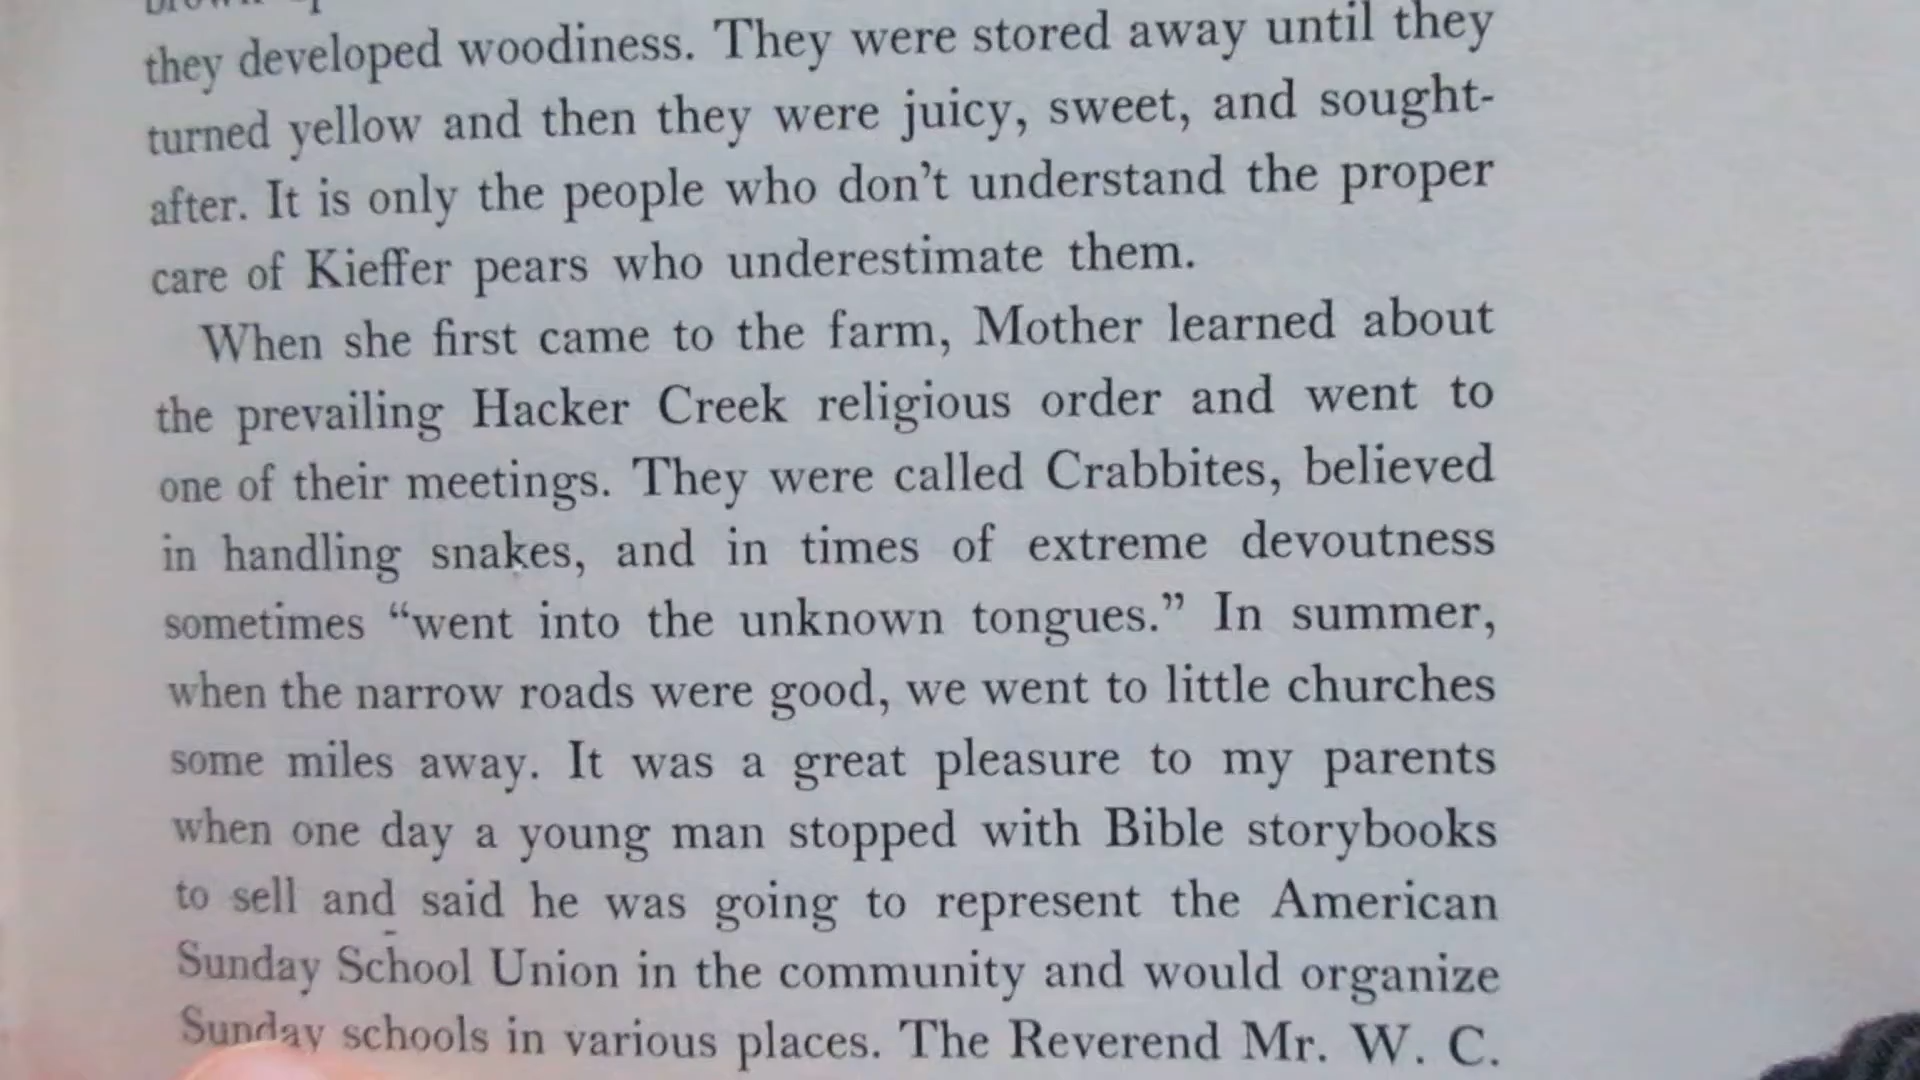 they developed woodiness. They were stored away until they
turned yellow and then they were juicy, sweet, and sought-
after. It is only the people who don't understand the proper
care of Kieffer pears who underestimate them.
When she first came to the farm, Mother learned about
the prevailing Hacker Creek religious order and went to
one of their meetings. They were called Crabbites, believed
in handling snakes, and in times of extreme devoutness
sometimes “went into the unknown tongues.” In summer,
when the narrow roads were good, we went to little churches
some miles away. It was a great pleasure to my parents
when one day a young man stopped with Bible storybooks
to sell and said he was going to represent the American
Sunday School Union in the community and would organize
Sunday schools in various places. The Reverend Mr. W. C.